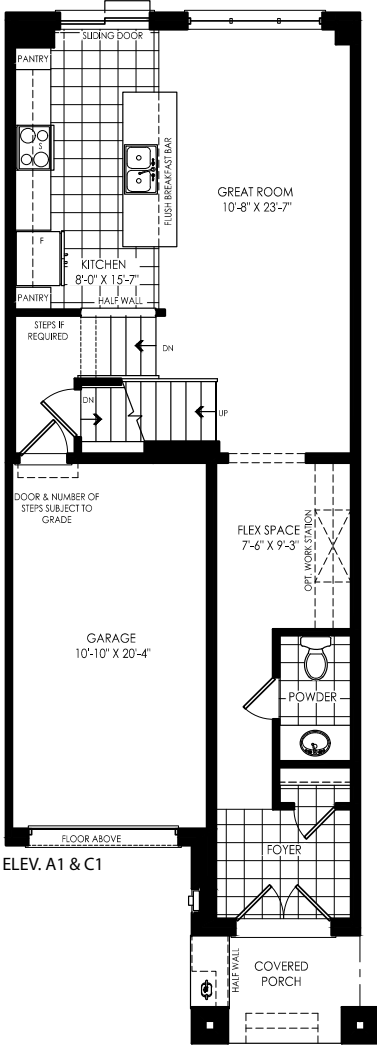 SLIDING DOOR
PANTRY
S
FLUSH BREAKFAST BAR
GREAT ROOM
10'-8" X 23'-7"
F
KITCHEN
8'-0" X 15'-7"
PANTRY
HALF WALL
STEPS IF
REQUIRED
DN
DN
UP
DOOR & NUMBER OF
STEPS SUBJECT TO
GRADE
FLEX SPACE
7'-6" X 9'-3"
OPT. WORK STATION
GARAGE
10'-10" X 20'-4"
POWDER
FLOOR ABOVE
FOYER
ELEV. A1 & C1
HALF WALL
COVERED
PORCH